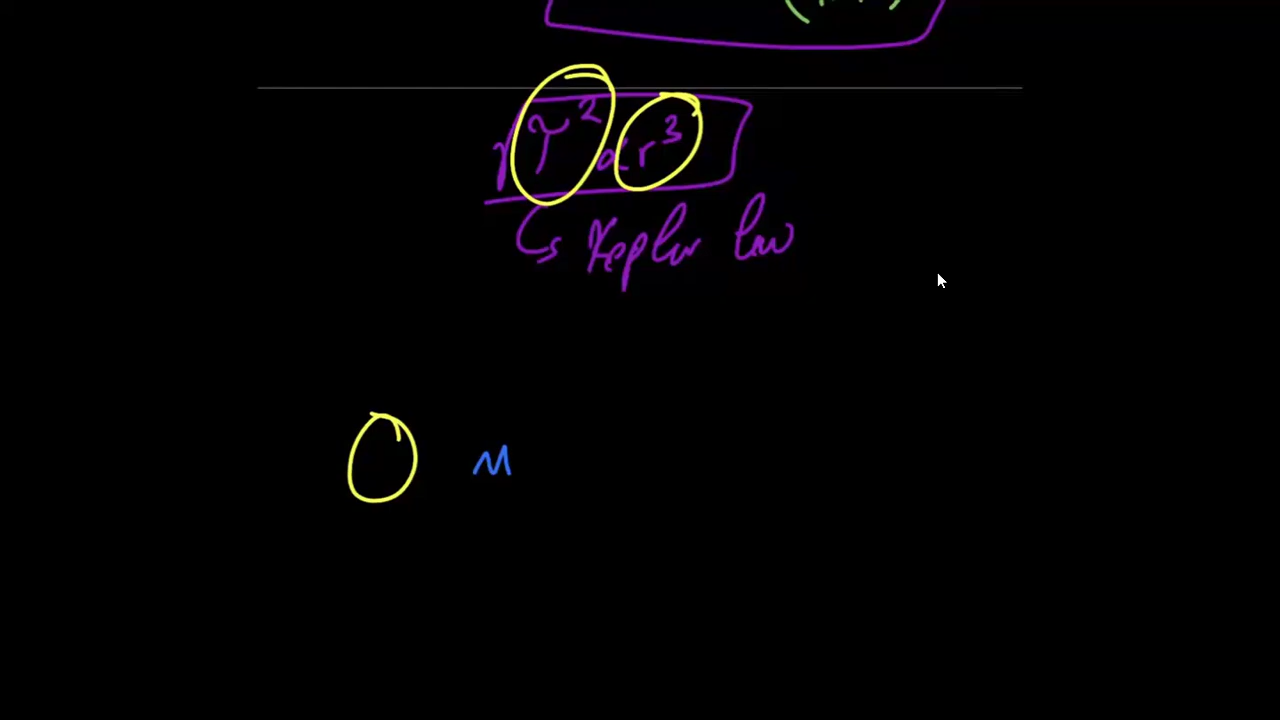 T² ∝ r³
↳ Kepler law
M